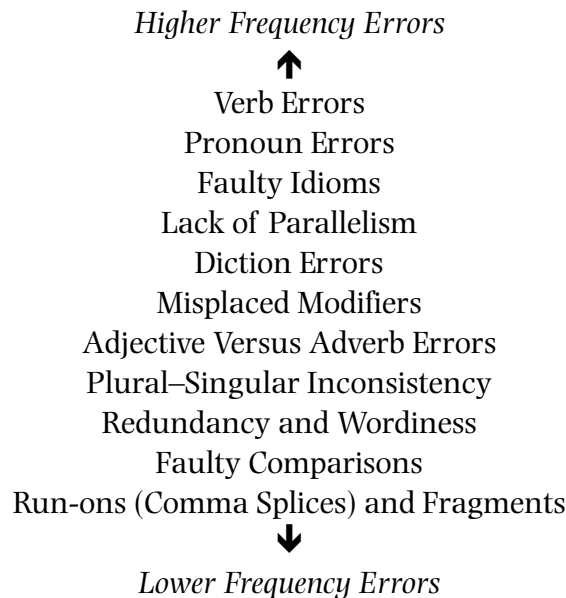 Higher Frequency Errors
Verb Errors
Pronoun Errors
Faulty Idioms
Lack of Parallelism
Diction Errors
Misplaced Modifiers
Adjective Versus Adverb Errors
Plural–Singular Inconsistency
Redundancy and Wordiness
Faulty Comparisons
Run-ons (Comma Splices) and Fragments
Lower Frequency Errors